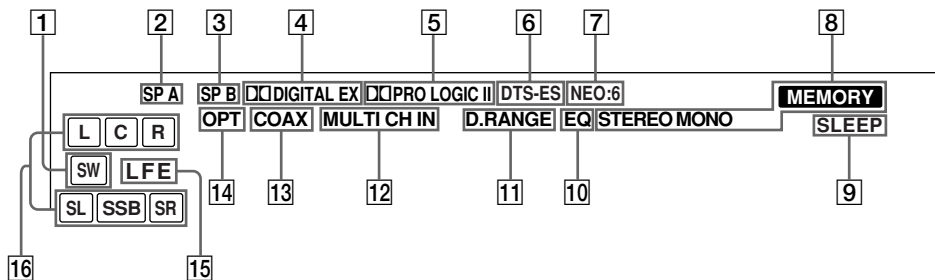 1 2 3 4 5 6 7 8
SP A SP B DIGITAL EX PRO LOGIC II DTS-ES NEO:6 MEMORY
OPT COAX MULTI CH IN D.RANGE EQ STEREO MONO SLEEP
L C R
SW LFE
SL SSB SR
14 13 12 11 10 9
16 15